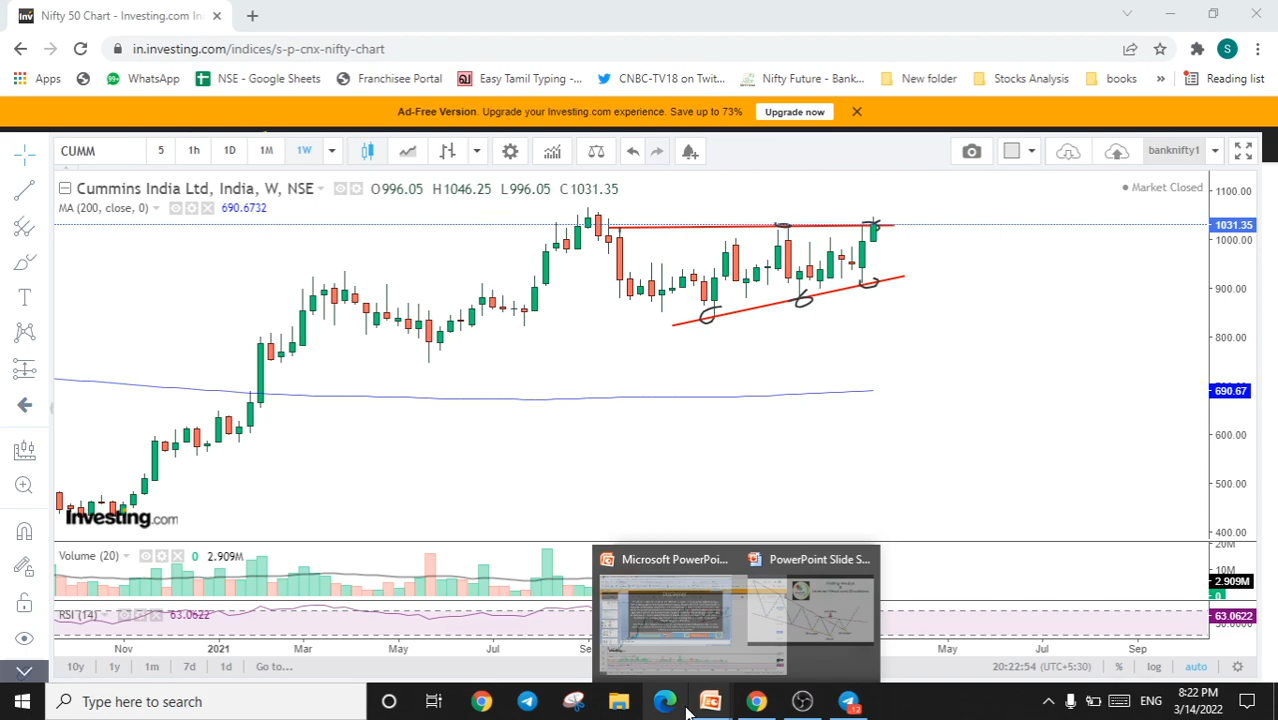 Nifty 50 Chart - Investing.com In
in.investing.com/indices/s-p-cnx-nifty-chart
Apps WhatsApp NSE - Google Sheets Franchisee Portal Easy Tamil Typing -... CNBC-TV18 on Twit... Nifty Future - Bank... New folder Stocks Analysis books » Reading list
Ad-Free Version. Upgrade your Investing.com experience. Save up to 73% Upgrade now
CUMM 5 1h 1D 1M 1W banknifty1
Cummins India Ltd, India, W, NSE O996.05 H1046.25 L996.05 C1031.35 Market Closed
MA (200, close, 0) 690.6732
1100.00
1031.35
1000.00
900.00
800.00
690.67
600.00
500.00
400.00
Investing.com
Volume (20) 0 2.909M
20M
2.909M
0
RSI (14) 63.0622
63.0622
Microsoft PowerPoi... PowerPoint Slide S...
Nov 2021 Mar May Jul Se May Jul Sep
10y 1y 1m 7d 1d Go to... 20:22:54 (UTC+5:30) % log auto
Type here to search
12
ENG
8:22 PM
3/14/2022